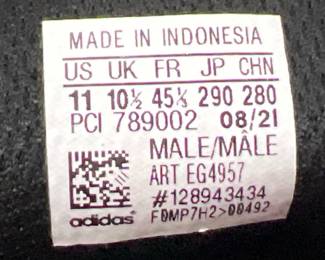 MADE IN INDONESIA
US UK FR JP CHN
11 10½ 45⅓ 290 280
PCI 789002 08/21
MALE/MÂLE
ART EG4957
#128943434
adidas® F0MP7H2>D0492